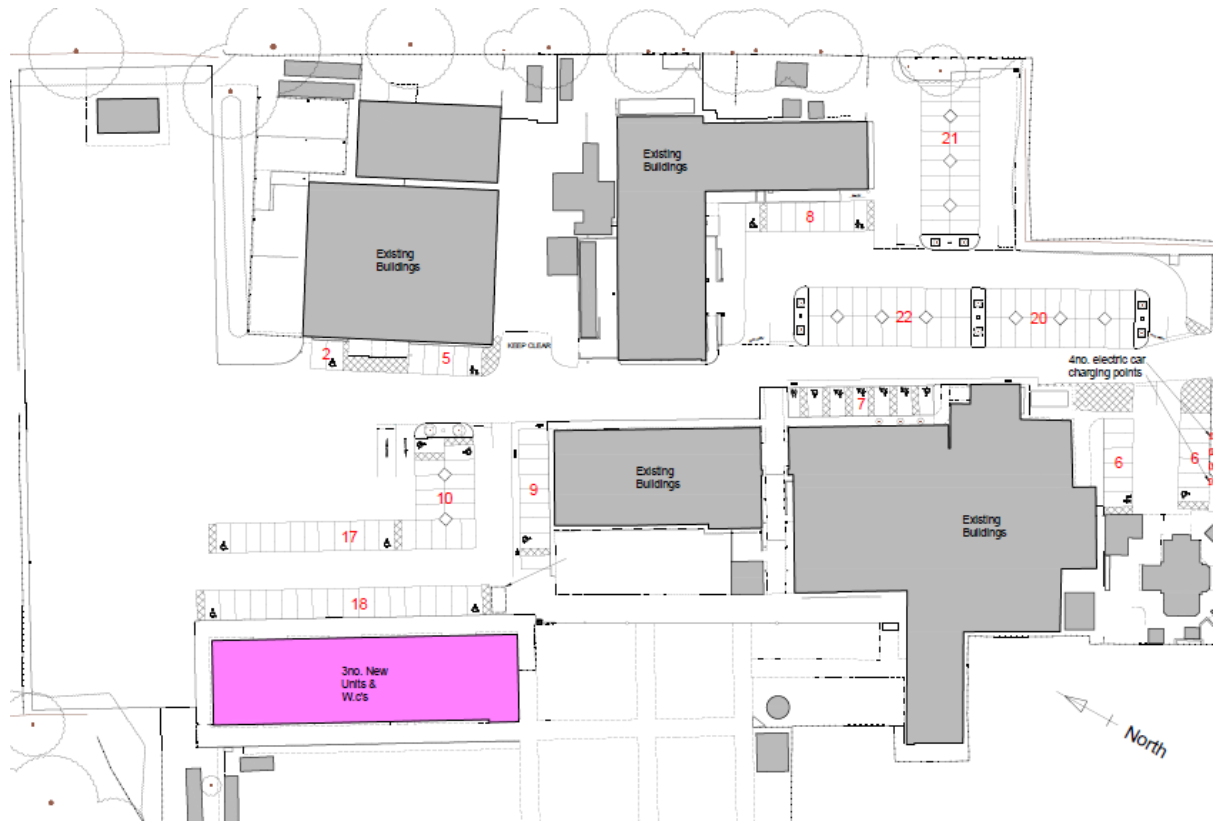 21
Existing
Buildings
8
Existing
Buildings
22
20
KEEP CLEAR
2
5
4no. electric car
charging points
7
10
9
Existing
Buildings
6
6
17
Existing
Buildings
18
3no. New
Units &
W.c's
North